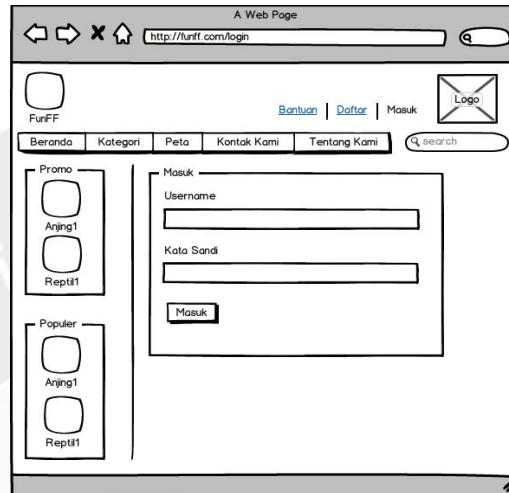 A Web Page
http://funff.com/login
FunFF
Bantuan | Daftar | Masuk
Logo
Beranda Kategori Peta Kontak Kami Tentang Kami
search
Promo
Anjing1
Reptil1
Populer
Anjing1
Reptil1
Masuk
Username
Kata Sandi
Masuk